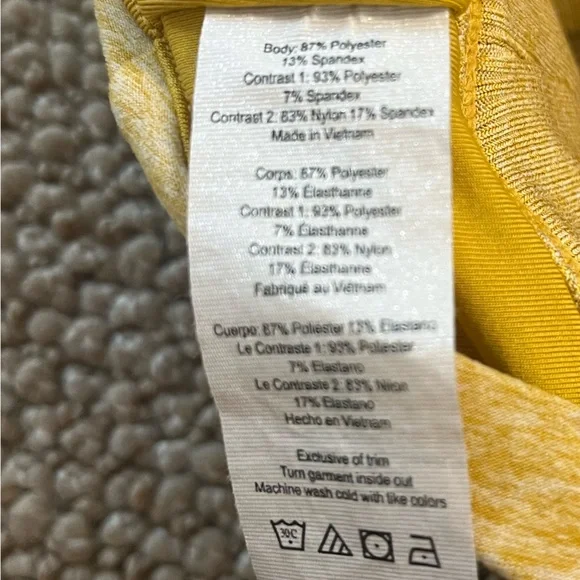 Body: 87% Polyester
13% Spandex
Contrast 1: 93% Polyester
7% Spandex
Contrast 2: 83% Nylon 17% Spandex
Made in Vietnam
Corps: 87% Polyester
13% Élasthanne
Contrast 1: 93% Polyester
7% Élasthanne
Contrast 2: 83% Nylon
17% Élasthanne
Fabriqué au Viêtnam
Cuerpo: 87% Poliéster 13% Elastano
Le Contraste 1: 93% Poliester
7% Elastano
Le Contraste 2: 83% Nilon
17% Elastano
Hecho en Vietnam
Exclusive of trim
Turn garment inside out
Machine wash cold with like colors
30C